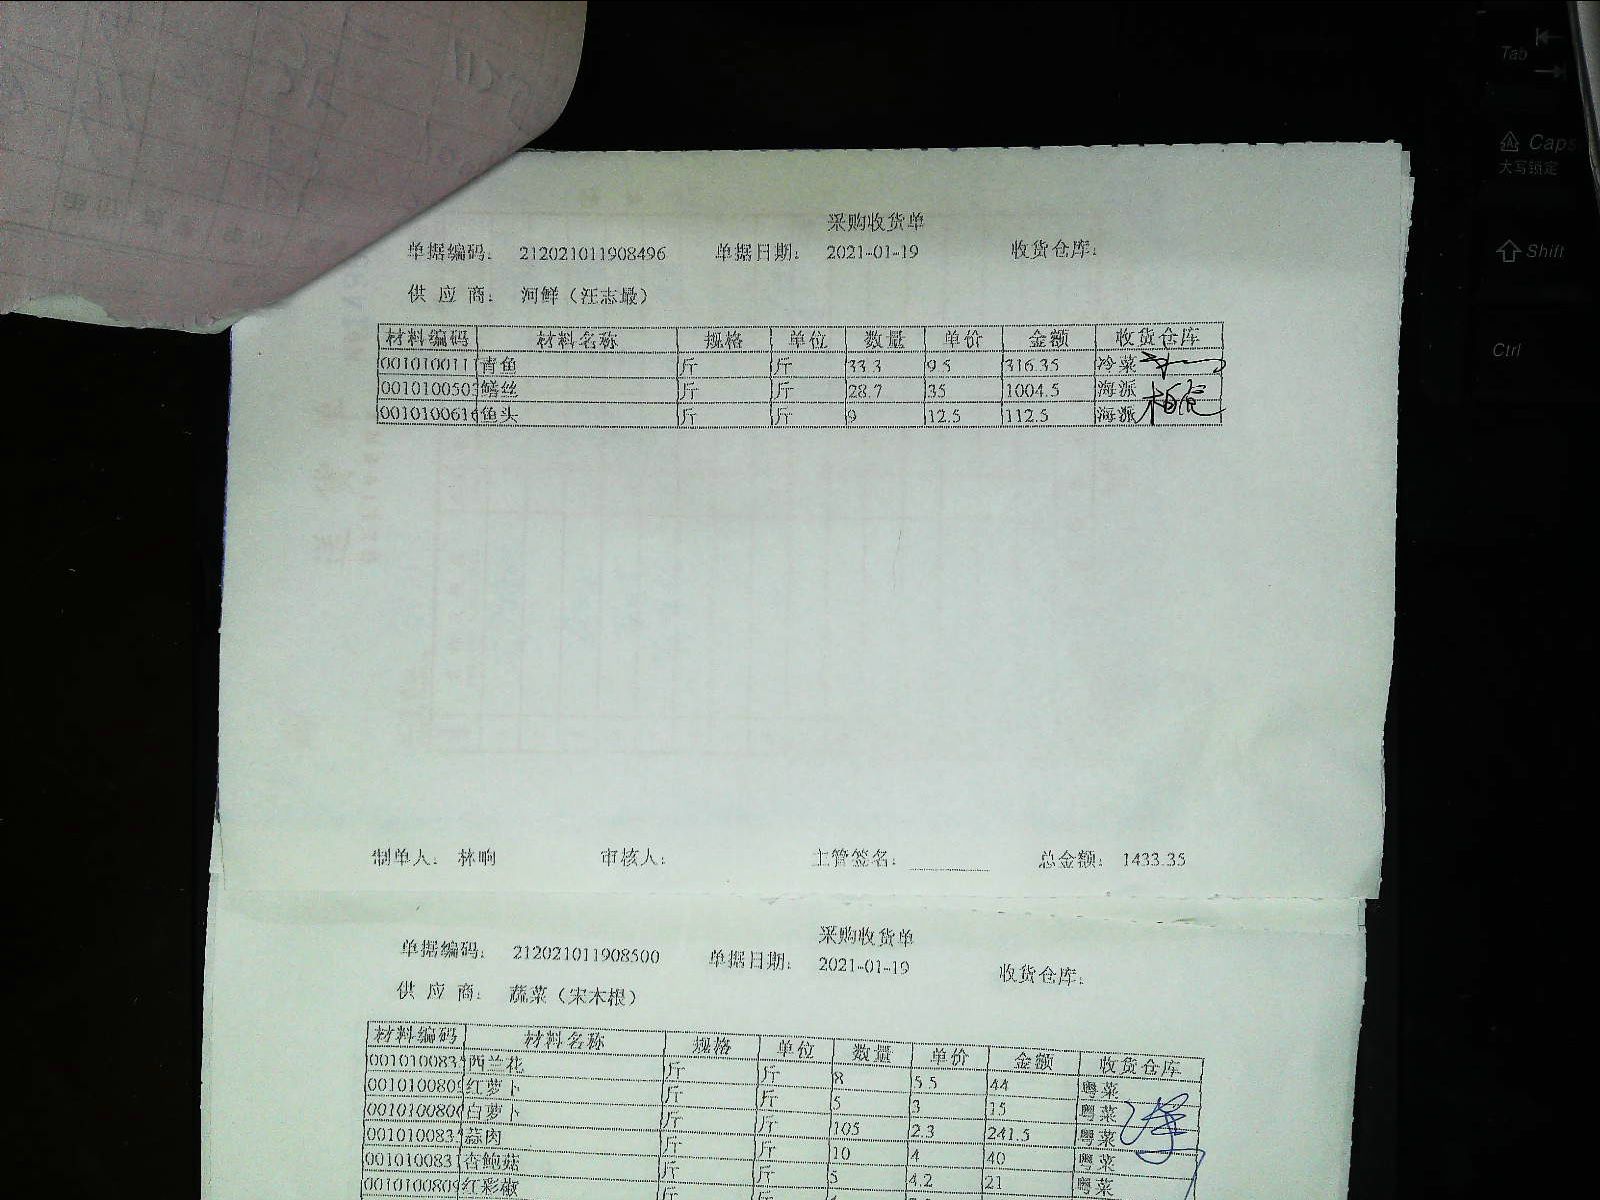 采购收货单
单据编码: 212021011908496 单据日期: 2021-01-19 收货仓库:
供 应 商: 河鲜（汪志最）
材料编码 材料名称 规格 单位 数量 单价 金额 收货仓库
0010100111 青鱼 斤 斤 33.3 9.5 316.35 冷菜
0010100503 鳝丝 斤 斤 28.7 35 1004.5 海派
0010100616 鱼头 斤 斤 9 12.5 112.5 海派
制单人: 林响 审核人: 主管签名: 总金额: 1433.35
采购收货单
单据编码: 212021011908500 单据日期: 2021-01-19 收货仓库:
供 应 商: 蔬菜（宋木根）
材料编码 材料名称 规格 单位 数量 单价 金额 收货仓库
001010083 西兰花 斤 斤 8 5.5 44 粤菜
001010080 红萝卜 斤 斤 5 3 15 粤菜
001010080 白萝卜 斤 斤 105 2.3 241.5 粤菜
001010083 蒜肉 斤 斤 10 4 40 粤菜
001010083 杏鲍菇 斤 斤 5 4.2 21 粤菜
001010080 红彩椒 斤 斤
Tab
Caps
大写锁定
Shift
Ctrl